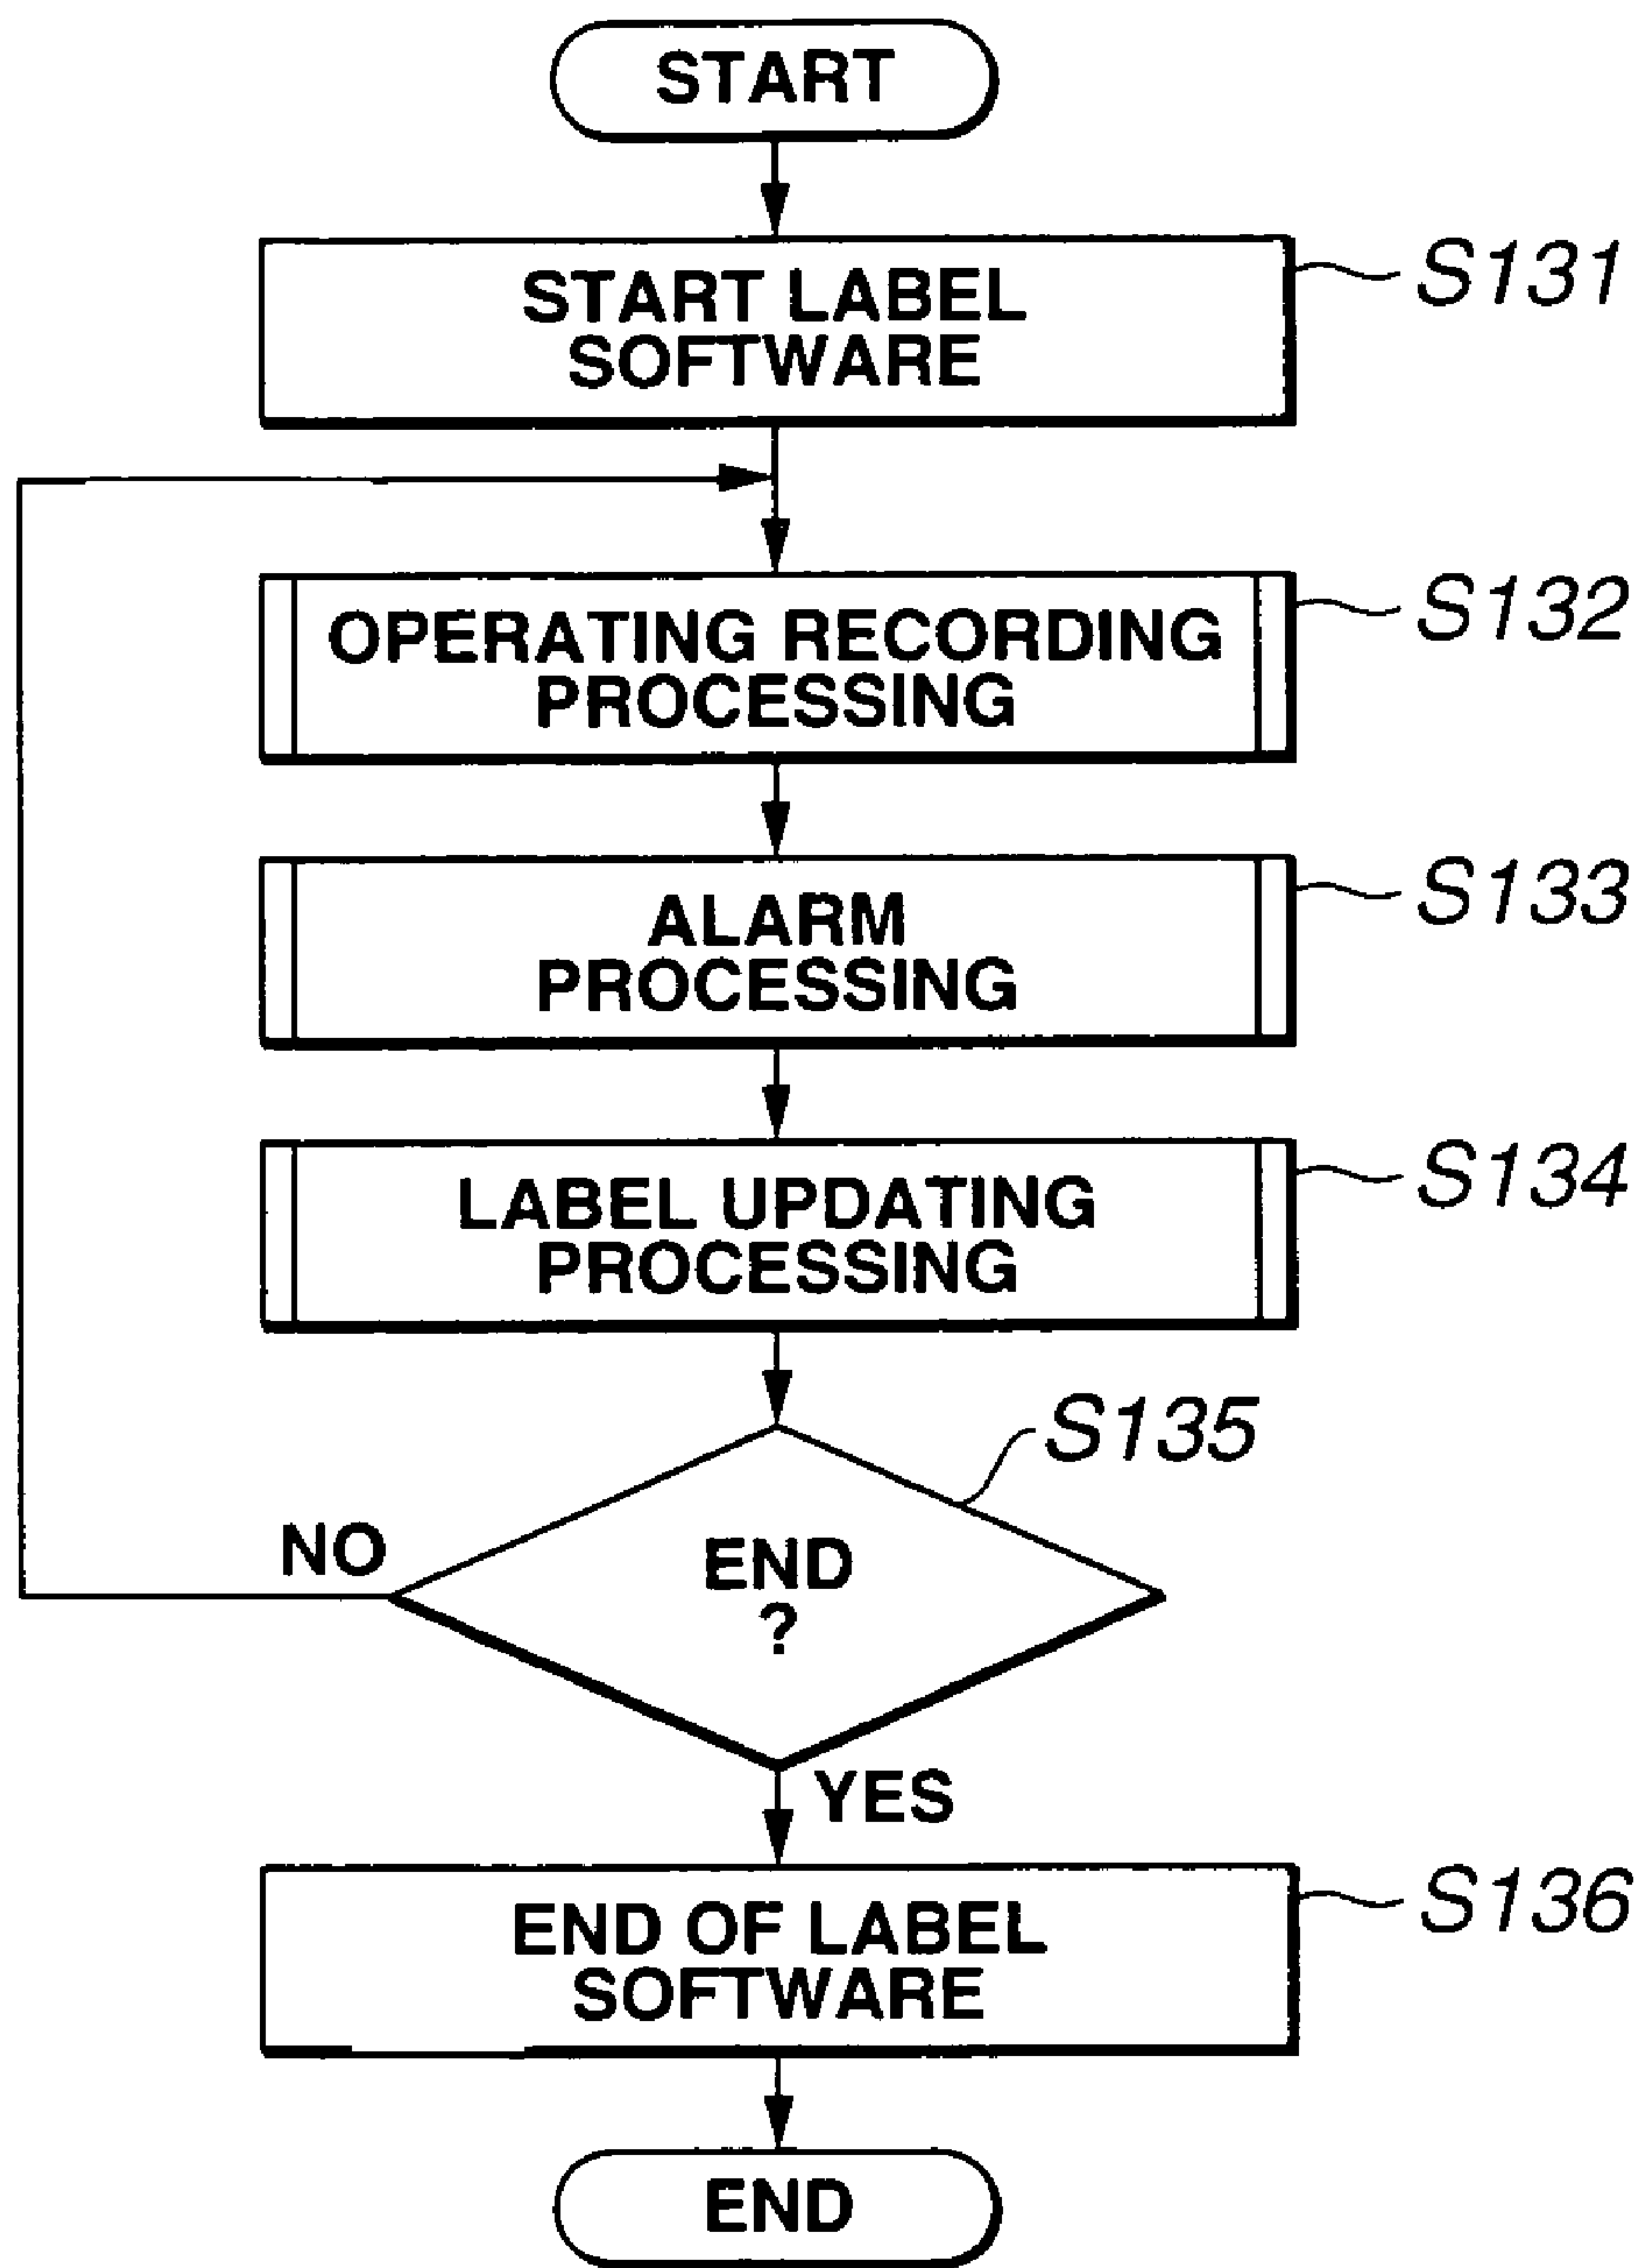 START
START LABEL
SOFTWARE
S131
OPERATING RECORDING
PROCESSING
S132
ALARM
PROCESSING
S133
LABEL UPDATING
PROCESSING
S134
S135
END
?
NO
YES
END OF LABEL
SOFTWARE
S136
END